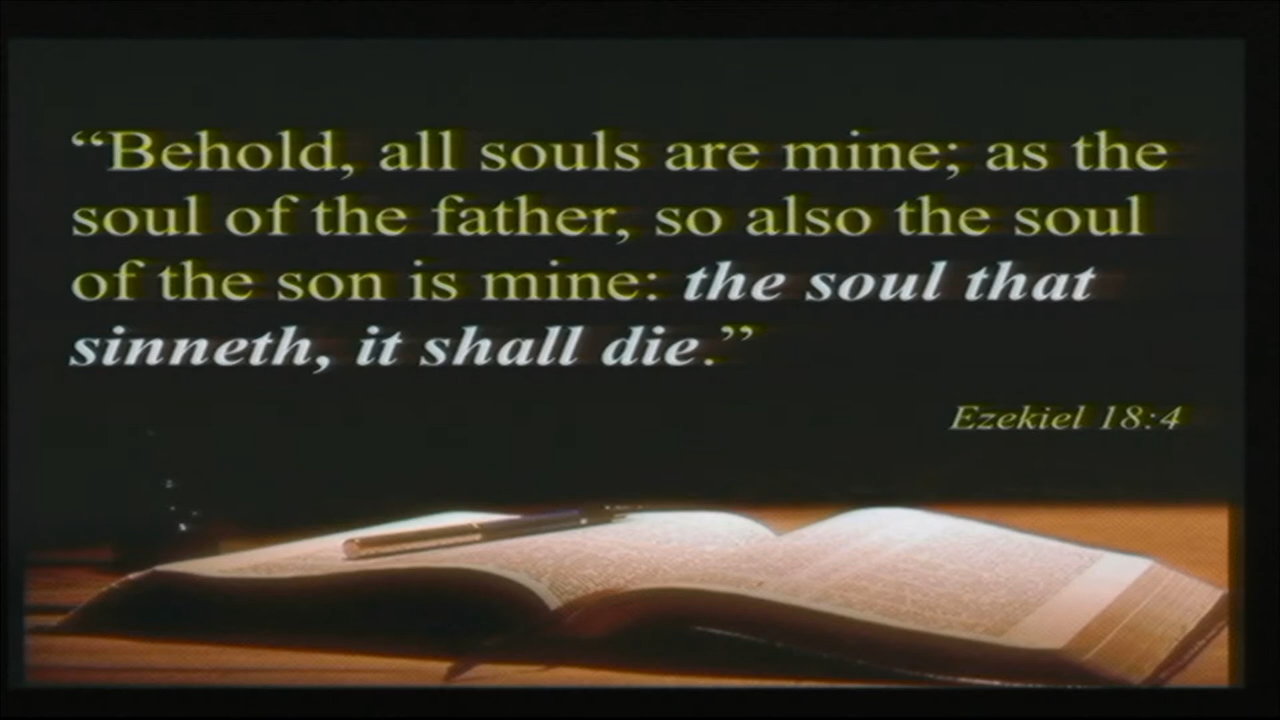 “Behold, all souls are mine; as the
soul of the father, so also the soul
of the son is mine: the soul that
sinneth, it shall die.”
Ezekiel 18:4